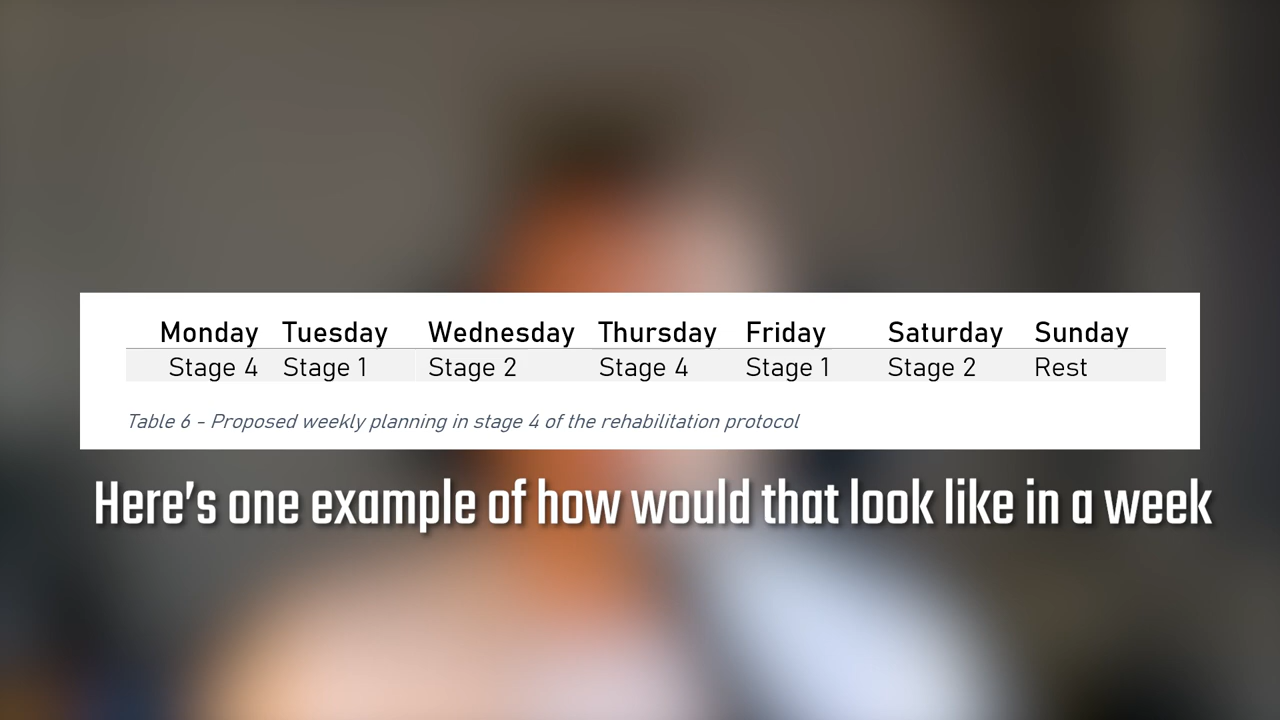 Monday Tuesday Wednesday Thursday Friday Saturday Sunday
Stage 4 Stage 1 Stage 2 Stage 4 Stage 1 Stage 2 Rest
Table 6 - Proposed weekly planning in stage 4 of the rehabilitation protocol
Here's one example of how would that look like in a week